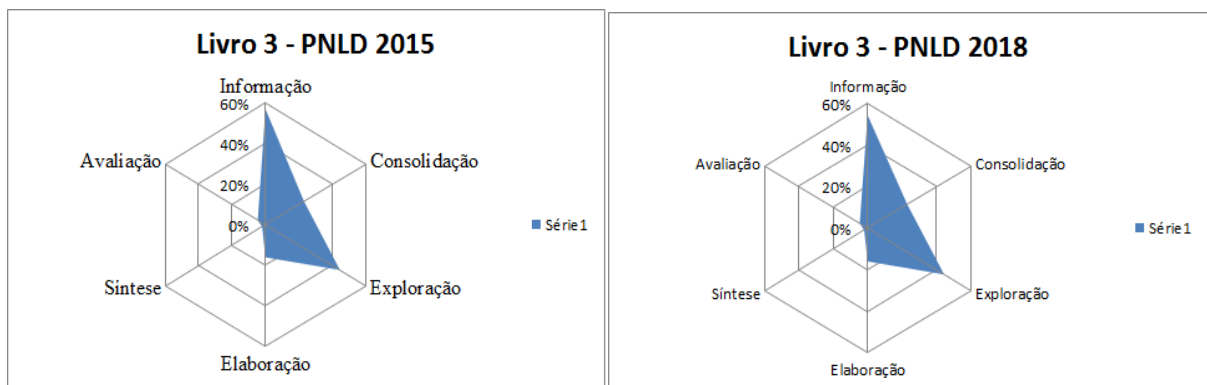 Livro 3 - PNLD 2015
Informação
60%
Avaliação
40%
Consolidação
20%
0%
Série1
Síntese
Exploração
Elaboração
Livro 3 - PNLD 2018
Informação
60%
Avaliação
40%
Consolidação
20%
0%
Série1
Síntese
Exploração
Elaboração